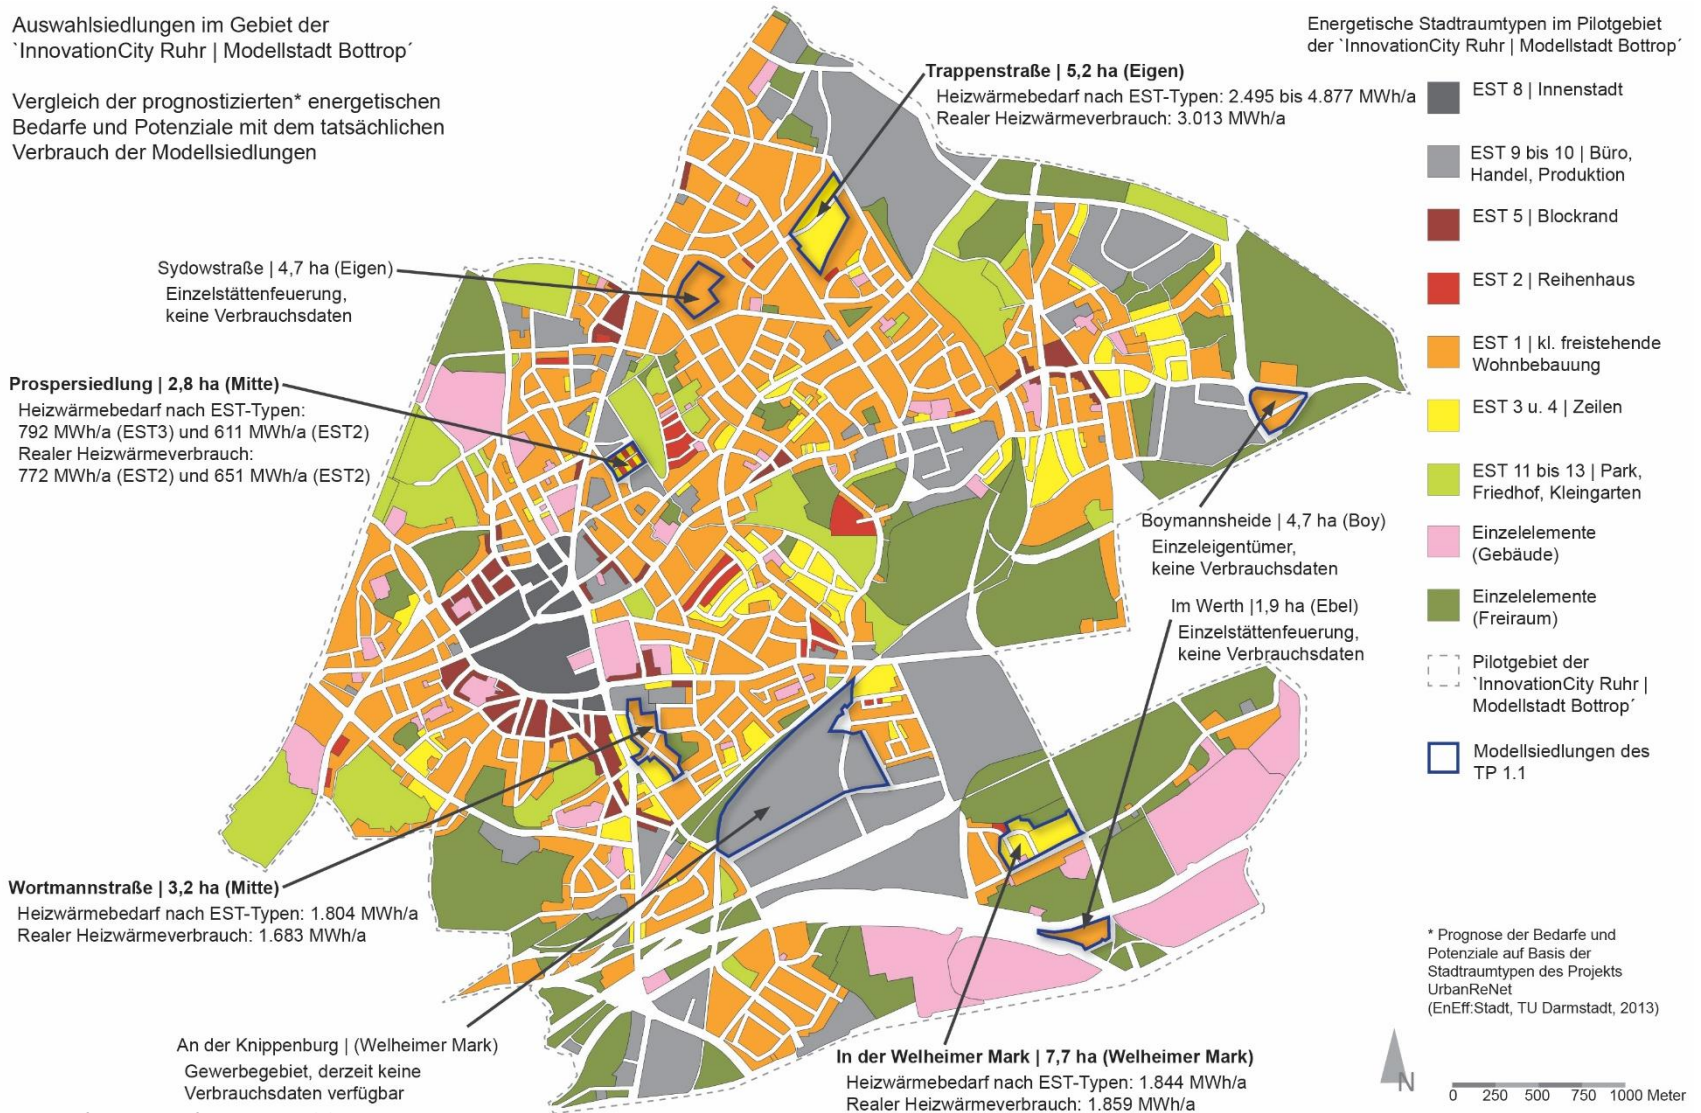 Auswahlsiedlungen im Gebiet der
`InnovationCity Ruhr | Modellstadt Bottrop´
Vergleich der prognostizierten* energetischen
Bedarfe und Potenziale mit dem tatsächlichen
Verbrauch der Modellsiedlungen
Trappenstraße | 5,2 ha (Eigen)
Heizwärmebedarf nach EST-Typen: 2.495 bis 4.877 MWh/a
Realer Heizwärmeverbrauch: 3.013 MWh/a
Sydowstraße | 4,7 ha (Eigen)
Einzelstättenfeuerung,
keine Verbrauchsdaten
Prospersiedlung | 2,8 ha (Mitte)
Heizwärmebedarf nach EST-Typen:
792 MWh/a (EST3) und 611 MWh/a (EST2)
Realer Heizwärmeverbrauch:
772 MWh/a (EST2) und 651 MWh/a (EST2)
Boymannsheide | 4,7 ha (Boy)
Einzeleigentümer,
keine Verbrauchsdaten
Im Werth |1,9 ha (Ebel)
Einzelstättenfeuerung,
keine Verbrauchsdaten
Wortmannstraße | 3,2 ha (Mitte)
Heizwärmebedarf nach EST-Typen: 1.804 MWh/a
Realer Heizwärmeverbrauch: 1.683 MWh/a
An der Knippenburg | (Welheimer Mark)
Gewerbegebiet, derzeit keine
Verbrauchsdaten verfügbar
In der Welheimer Mark | 7,7 ha (Welheimer Mark)
Heizwärmebedarf nach EST-Typen: 1.844 MWh/a
Realer Heizwärmeverbrauch: 1.859 MWh/a
Energetische Stadtraumtypen im Pilotgebiet
der `InnovationCity Ruhr | Modellstadt Bottrop´
EST 8 | Innenstadt
EST 9 bis 10 | Büro,
Handel, Produktion
EST 5 | Blockrand
EST 2 | Reihenhaus
EST 1 | kl. freistehende
Wohnbebauung
EST 3 u. 4 | Zeilen
EST 11 bis 13 | Park,
Friedhof, Kleingarten
Einzelelemente
(Gebäude)
Einzelelemente
(Freiraum)
Pilotgebiet der
`InnovationCity Ruhr |
Modellstadt Bottrop´
Modellsiedlungen des
TP 1.1
* Prognose der Bedarfe und
Potenziale auf Basis der
Stadtraumtypen des Projekts
UrbanReNet
(EnEff:Stadt, TU Darmstadt, 2013)
N
0 250 500 750 1000 Meter